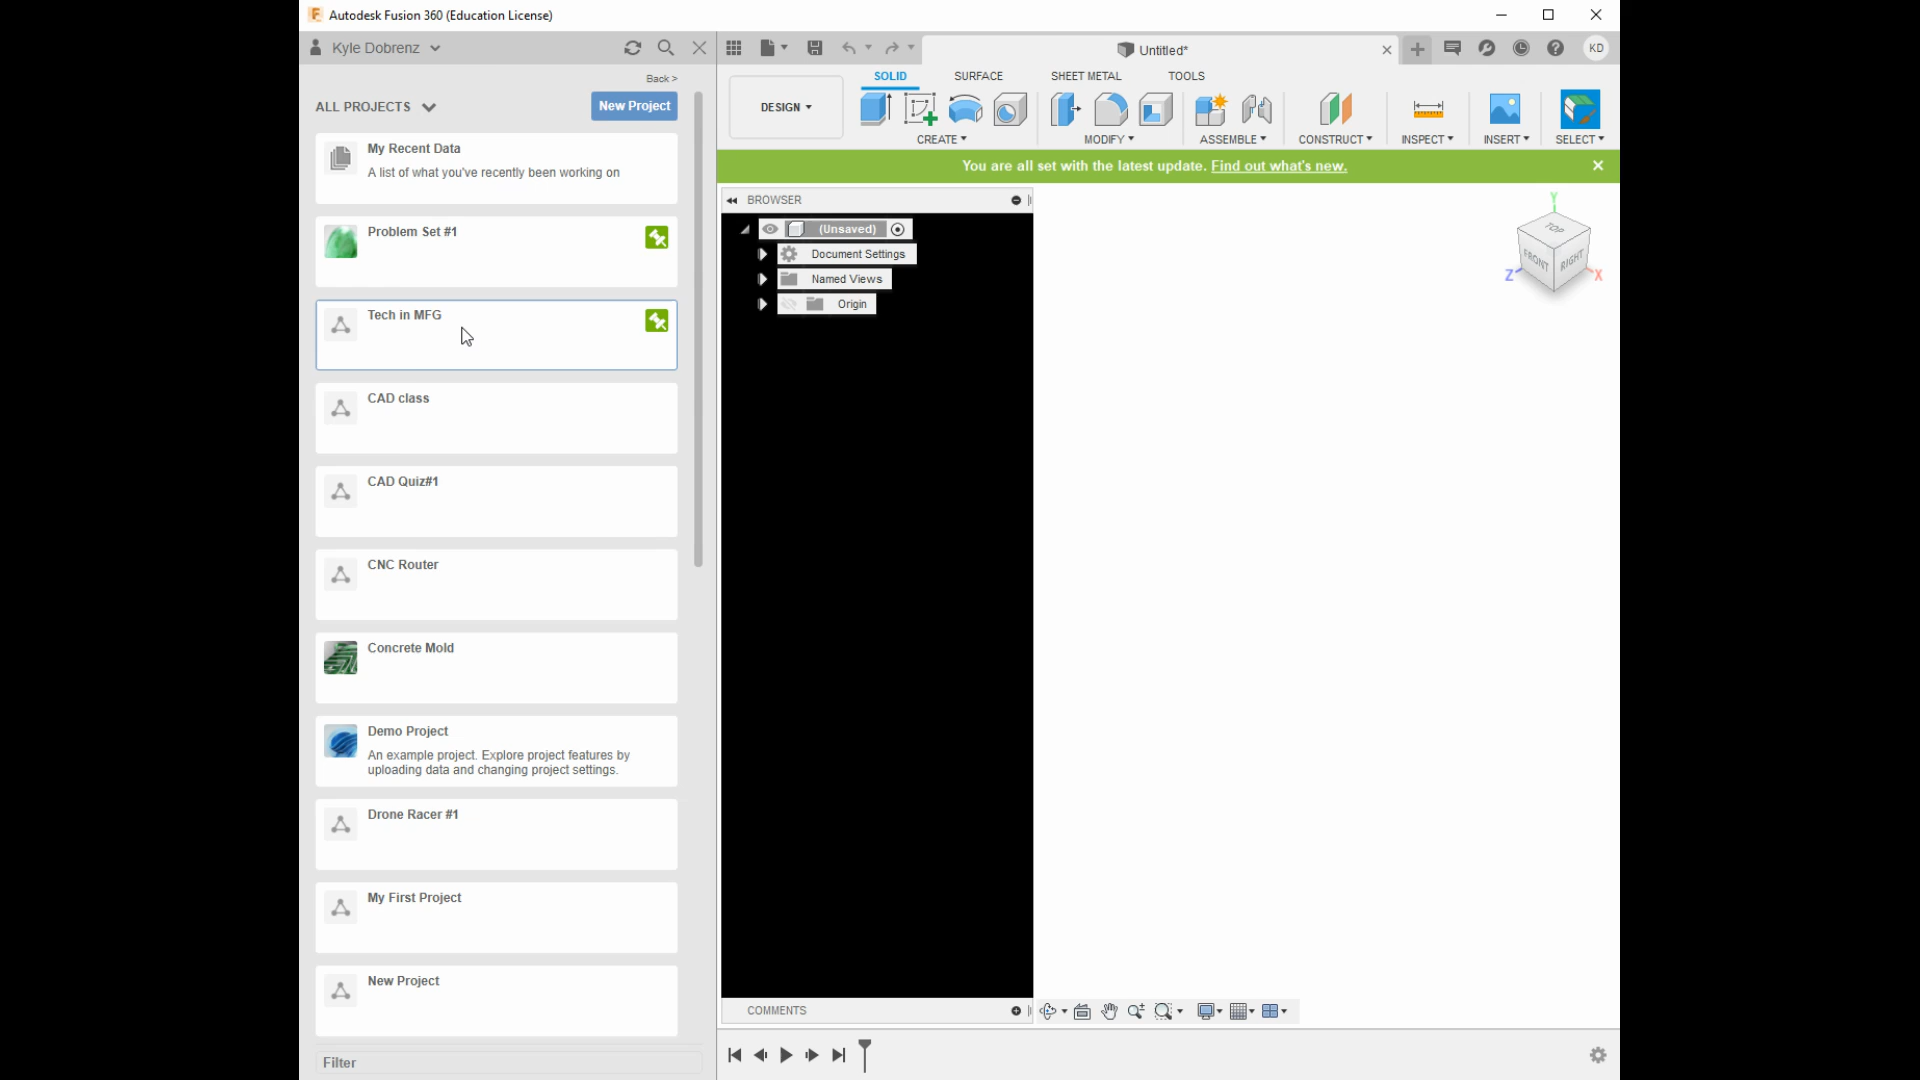 Autodesk Fusion 360 (Education License)
Kyle Dobrenz
Back >
ALL PROJECTS
New Project
My Recent Data
A list of what you've recently been working on
Problem Set #1
Tech in MFG
CAD class
CAD Quiz#1
CNC Router
Concrete Mold
Demo Project
An example project. Explore project features by
uploading data and changing project settings.
Drone Racer #1
My First Project
New Project
Filter
Untitled*
KD
DESIGN
SOLID
SURFACE
SHEET METAL
TOOLS
CREATE
MODIFY
ASSEMBLE
CONSTRUCT
INSPECT
INSERT
SELECT
You are all set with the latest update. Find out what's new.
BROWSER
(Unsaved)
Document Settings
Named Views
Origin
Y
TOP
FRONT
RIGHT
Z
X
COMMENTS